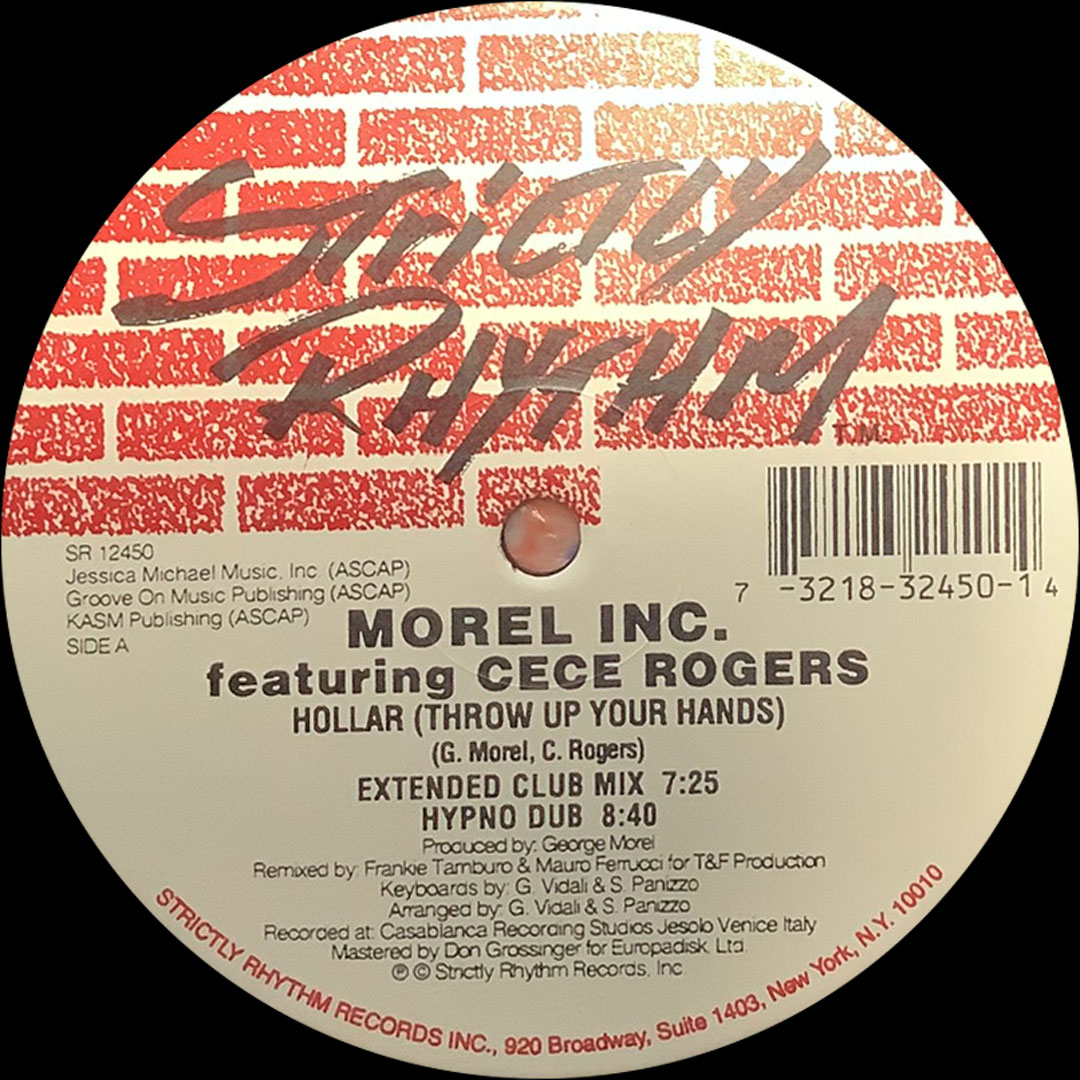 STRICTLY
RHYTHM
T.M.
SR 12450
Jessica Michael Music, Inc. (ASCAP)
Groove On Music Publishing (ASCAP)
KASM Publishing (ASCAP)
SIDE A
7 -3218-32450-1 4
MOREL INC.
featuring CECE ROGERS
HOLLAR (THROW UP YOUR HANDS)
(G. Morel, C. Rogers)
EXTENDED CLUB MIX 7:25
HYPNO DUB 8:40
Produced by: George Morel
Remixed by: Frankie Tamburo & Mauro Ferrucci for T&F Production
Keyboards by: G. Vidali & S. Panizzo
Arranged by: G. Vidali & S. Panizzo
Recorded at: Casablanca Recording Studios Jesolo Venice Italy
Mastered by Don Grossinger for Europadisk, Ltd.
℗ © Strictly Rhythm Records, Inc.
STRICTLY RHYTHM RECORDS INC., 920 Broadway, Suite 1403, New York, N.Y. 10010